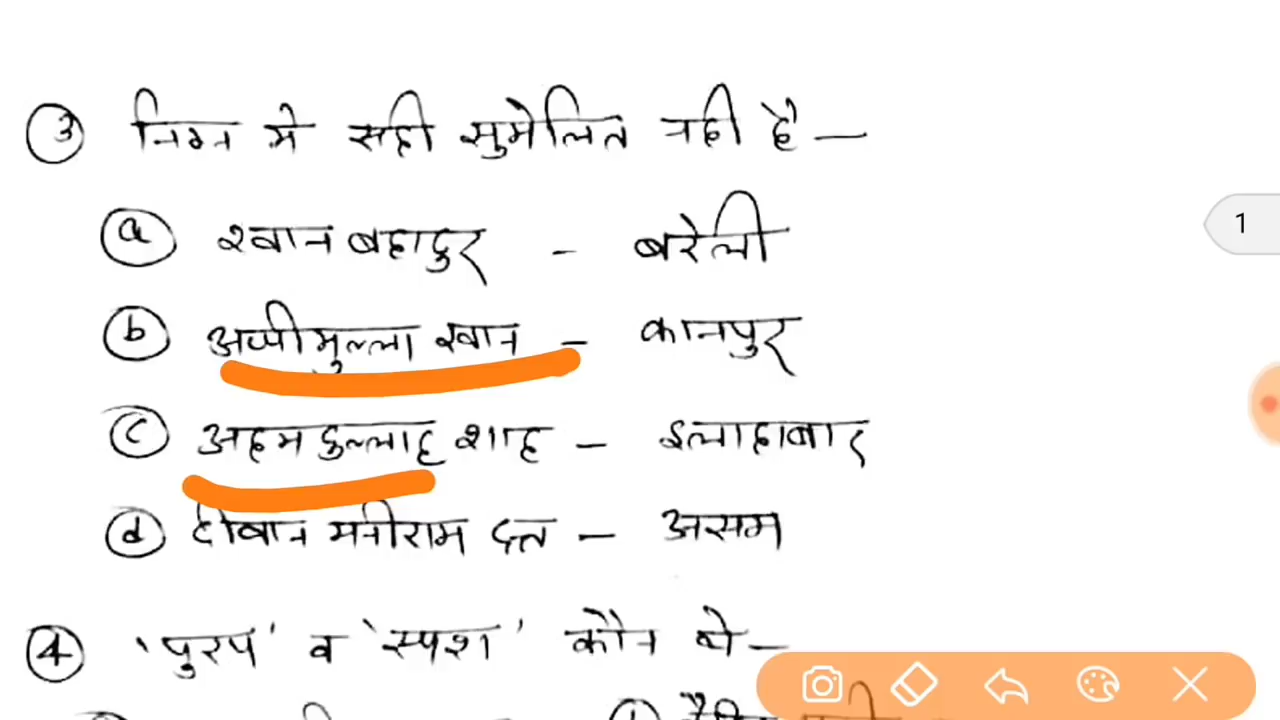 ③ निम्न मे सही सुमेलित नही है —
ⓐ खान बहादुर - बरेली
1
ⓑ अजीमुल्ला खान - कानपुर
ⓒ अहमदुल्लाह शाह - इलाहाबाद
ⓓ दीवान मनीराम दत्त - असम
④ 'पुरप' व 'स्पश' कौन थे —